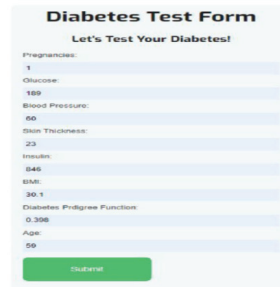 Diabetes Test Form
Let's Test Your Diabetes!
Pregnancies:
1
Glucose:
189
Blood Pressure:
60
Skin Thickness:
23
Insulin:
846
BMI:
30.1
Diabetes Prdigree Function:
0.398
Age:
59
Submit